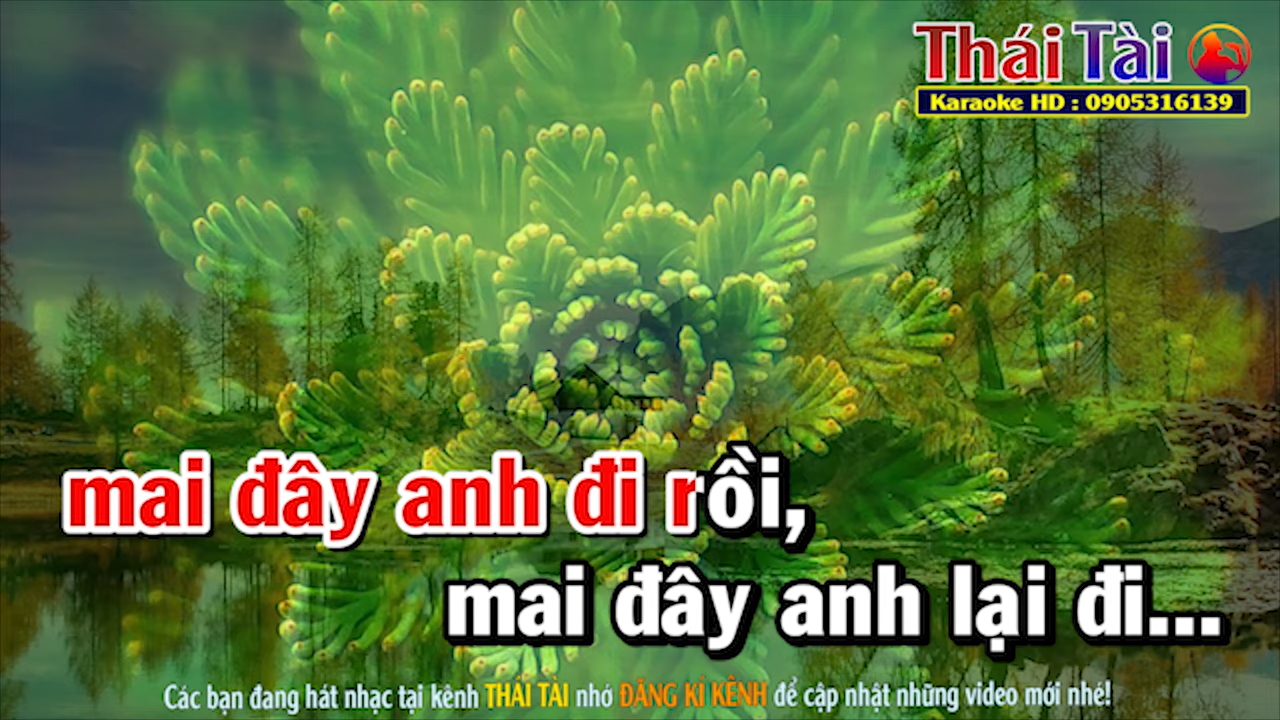 Thái Tài
Karaoke HD : 0905316139
mai đây anh đi rồi,
mai đây anh lại đi...
Các bạn đang hát nhạc tại kênh THÁI TÀI nhớ ĐĂNG KÍ KÊNH để cập nhật những video mới nhé!